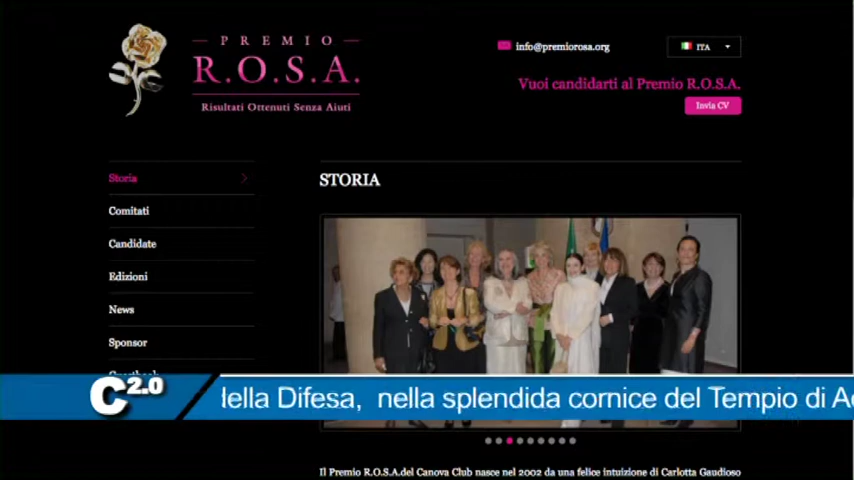 PREMIO
R.O.S.A.
Risultati Ottenuti Senza Aiuti
info@premiorosa.org
ITA
Vuoi candidarti al Premio R.O.S.A.
Invia CV
Storia
Comitati
Candidate
Edizioni
News
Sponsor
STORIA
C2.0
della Difesa, nella splendida cornice del Tempio di
Il Premio R.O.S.A.del Canova Club nasce nel 2002 da una felice intuizione di Carlotta Gaudioso